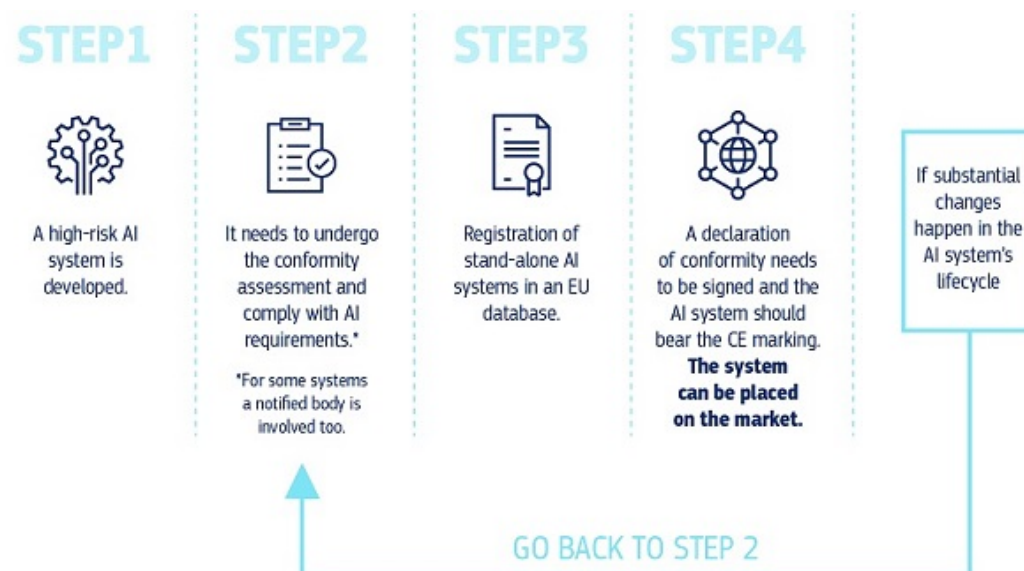 STEP1
A high-risk AI
system is
developed.
STEP2
It needs to undergo
the conformity
assessment and
comply with AI
requirements.*
*For some systems
a notified body is
involved too.
STEP3
Registration of
stand-alone AI
systems in an EU
database.
STEP4
A declaration
of conformity needs
to be signed and the
AI system should
bear the CE marking.
The system
can be placed
on the market.
If substantial
changes
happen in the
AI system's
lifecycle
GO BACK TO STEP 2